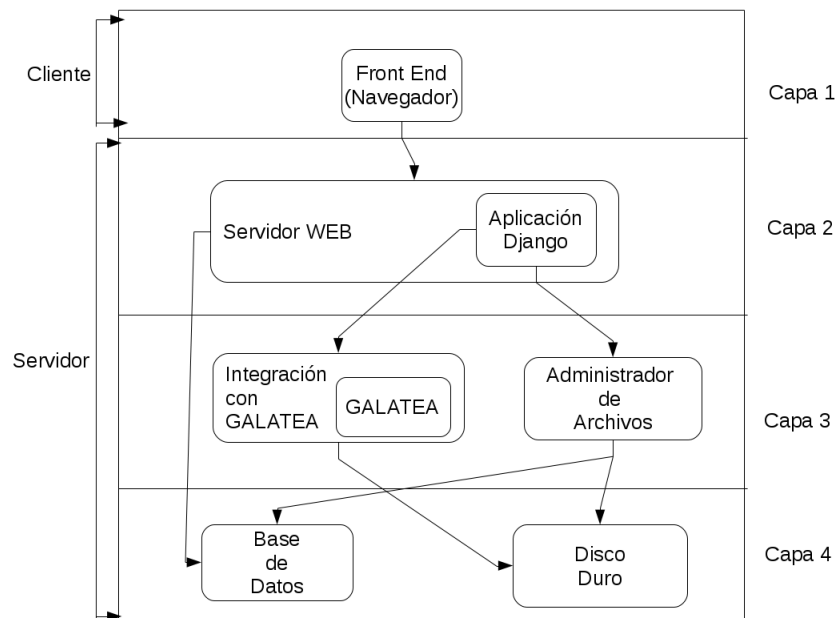 Cliente
Front End
(Navegador)
Capa 1
Servidor WEB
Aplicación
Django
Capa 2
Servidor
Integración
con
GALATEA
GALATEA
Administrador
de
Archivos
Capa 3
Base
de
Datos
Disco
Duro
Capa 4